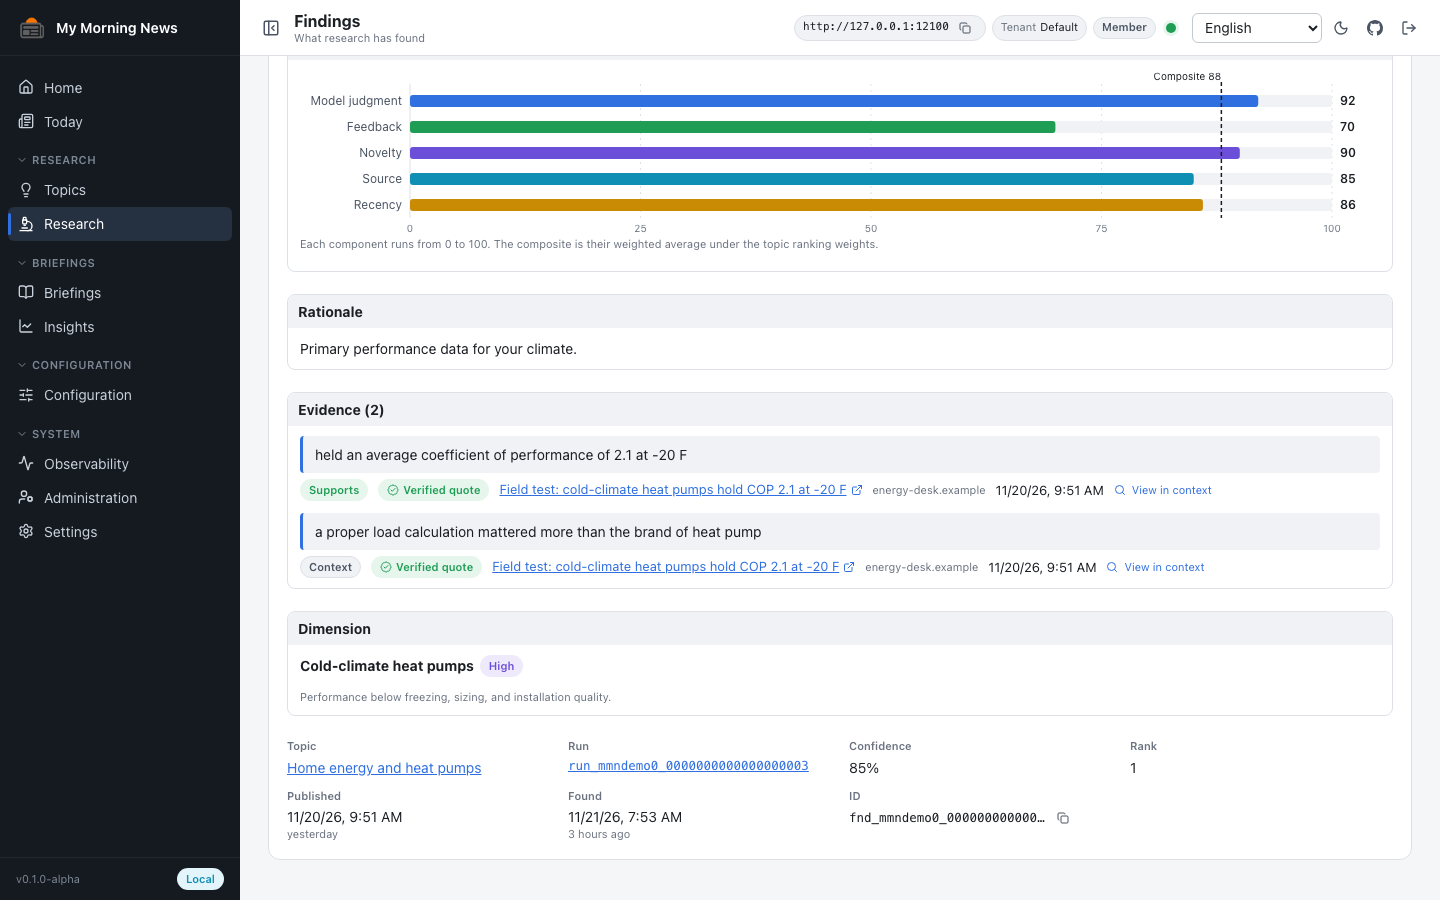 My Morning News
Home
Today
RESEARCH
Topics
Research
BRIEFINGS
Briefings
Insights
CONFIGURATION
Configuration
SYSTEM
Observability
Administration
Settings
v0.1.0-alpha
Local
Findings
What research has found
http://127.0.0.1:12100
Tenant Default
Member
English
Composite 88
Model judgment 92
Feedback 70
Novelty 90
Source 85
Recency 86
0 25 50 75 100
Each component runs from 0 to 100. The composite is their weighted average under the topic ranking weights.
Rationale
Primary performance data for your climate.
Evidence (2)
held an average coefficient of performance of 2.1 at -20 F
Supports Verified quote Field test: cold-climate heat pumps hold COP 2.1 at -20 F energy-desk.example 11/20/26, 9:51 AM View in context
a proper load calculation mattered more than the brand of heat pump
Context Verified quote Field test: cold-climate heat pumps hold COP 2.1 at -20 F energy-desk.example 11/20/26, 9:51 AM View in context
Dimension
Cold-climate heat pumps High
Performance below freezing, sizing, and installation quality.
Topic Run Confidence Rank
Home energy and heat pumps run_mmndemo0_0000000000000000003 85% 1
Published Found ID
11/20/26, 9:51 AM 11/21/26, 7:53 AM fnd_mmndemo0_000000000000…
yesterday 3 hours ago